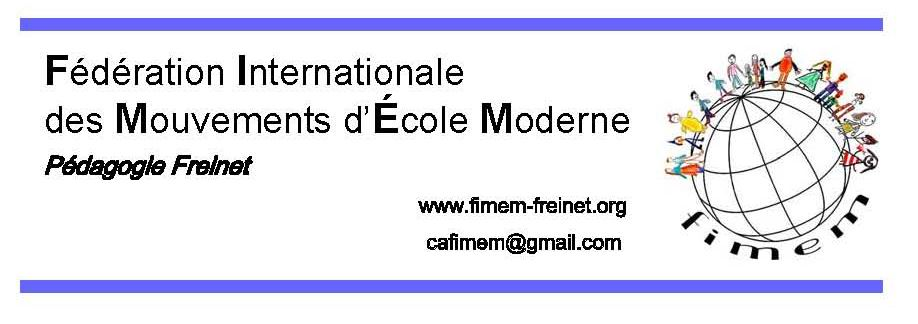 Fédération Internationale
des Mouvements d'École Moderne
Pédagogie Freinet
www.fimem-freinet.org
cafimem@gmail.com
fimem